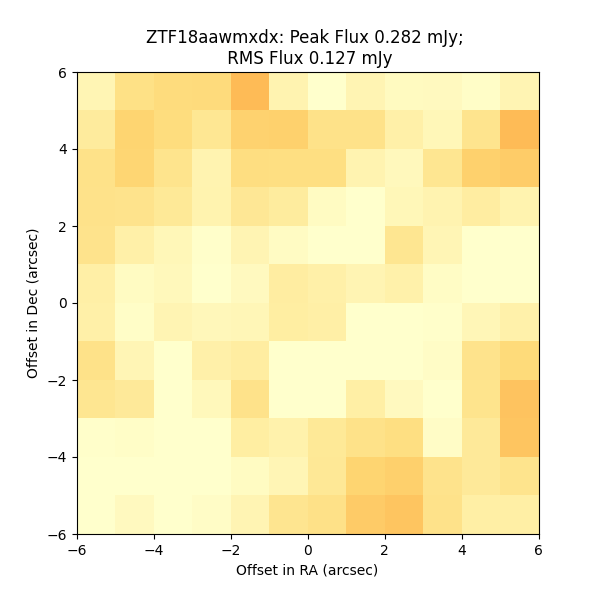 ZTF18aawmxdx: Peak Flux 0.282 mJy;
RMS Flux 0.127 mJy
6
4
2
0
−2
−4
−6
Offset in Dec (arcsec)
−6 −4 −2 0 2 4 6
Offset in RA (arcsec)